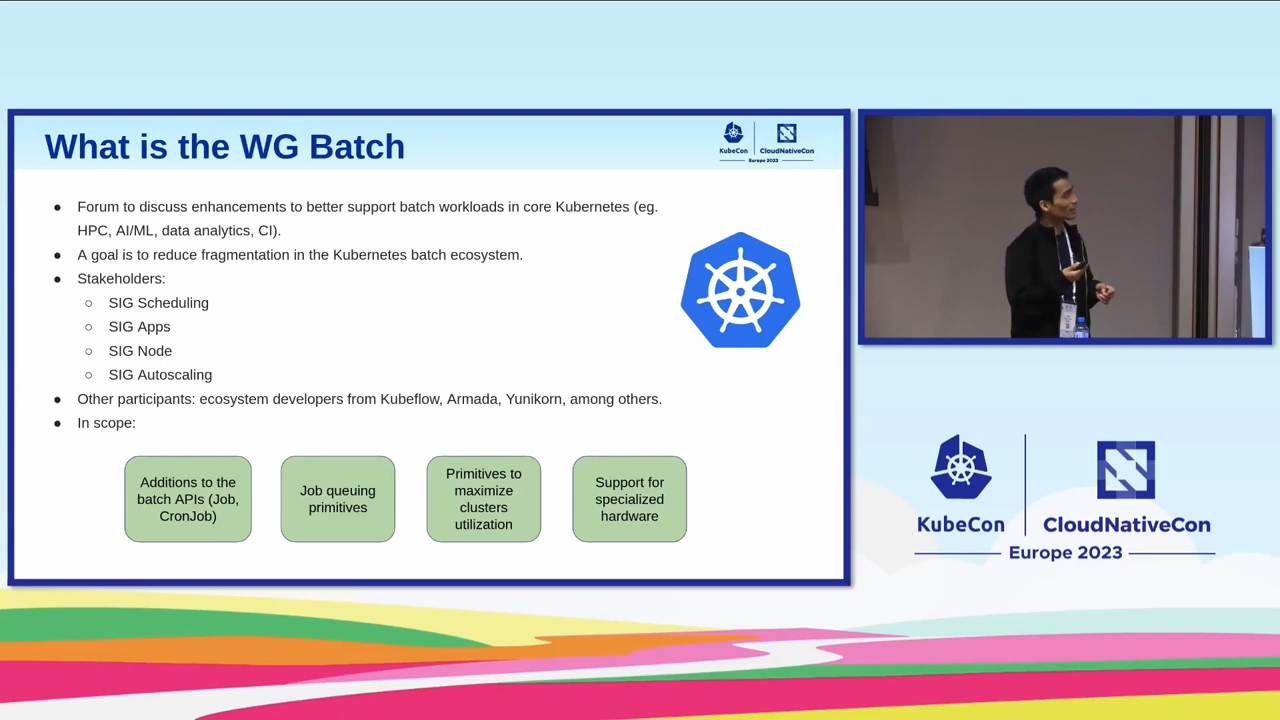 What is the WG Batch
KubeCon
CloudNativeCon
Europe 2023
● Forum to discuss enhancements to better support batch workloads in core Kubernetes (eg.
HPC, AI/ML, data analytics, CI).
● A goal is to reduce fragmentation in the Kubernetes batch ecosystem.
● Stakeholders:
○ SIG Scheduling
○ SIG Apps
○ SIG Node
○ SIG Autoscaling
● Other participants: ecosystem developers from Kubeflow, Armada, Yunikorn, among others.
● In scope:
Additions to the
batch APIs (Job,
CronJob)
Job queuing
primitives
Primitives to
maximize
clusters
utilization
Support for
specialized
hardware
KubeCon
CloudNativeCon
Europe 2023